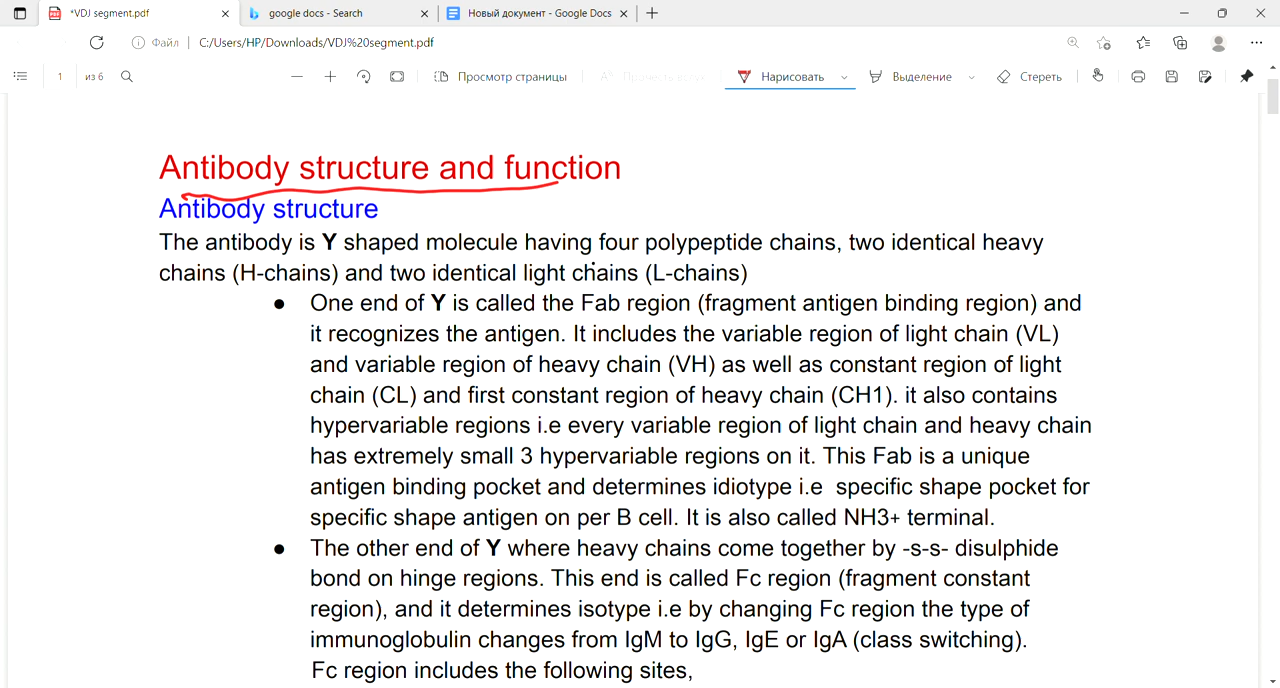 *VDJ segment.pdf
google docs - Search
Новый документ - Google Docs
Файл
C:/Users/HP/Downloads/VDJ%20segment.pdf
1 из 6
Просмотр страницы
Нарисовать
Выделение
Стереть
Antibody structure and function
Antibody structure
The antibody is Y shaped molecule having four polypeptide chains, two identical heavy
chains (H-chains) and two identical light chains (L-chains)
● One end of Y is called the Fab region (fragment antigen binding region) and
it recognizes the antigen. It includes the variable region of light chain (VL)
and variable region of heavy chain (VH) as well as constant region of light
chain (CL) and first constant region of heavy chain (CH1). it also contains
hypervariable regions i.e every variable region of light chain and heavy chain
has extremely small 3 hypervariable regions on it. This Fab is a unique
antigen binding pocket and determines idiotype i.e  specific shape pocket for
specific shape antigen on per B cell. It is also called NH3+ terminal.
● The other end of Y where heavy chains come together by -s-s- disulphide
bond on hinge regions. This end is called Fc region (fragment constant
region), and it determines isotype i.e by changing Fc region the type of
immunoglobulin changes from IgM to IgG, IgE or IgA (class switching).
Fc region includes the following sites,